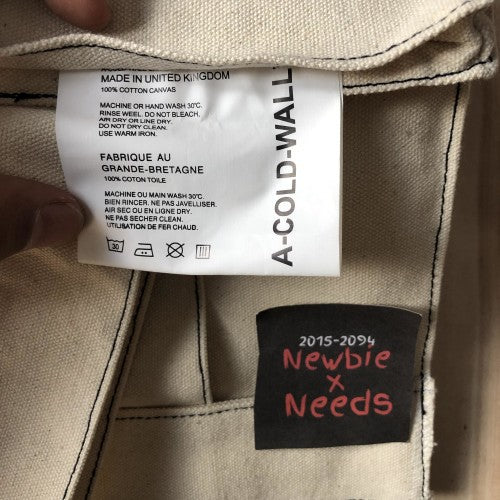 MADE IN UNITED KINGDOM
100% COTTON CANVAS
MACHINE OR HAND WASH 30°C.
RINSE WEEL. DO NOT BLEACH,
AIR DRY OR LINE DRY.
DO NOT DRY CLEAN.
USE WARM IRON.
FABRIQUE AU
GRANDE-BRETAGNE
100% COTON TOILE
MACHINE OU MAIN WASH 30°C.
BIEN RINCER. NE PAS JAVELLISER.
AIR SEC OU EN LIGNE DRY.
NE PAS SECHER CLEAN.
UTILISATION DE FER CHAUD.
30
A-COLD-WALL
2015-2094
Newbie
x
Needs